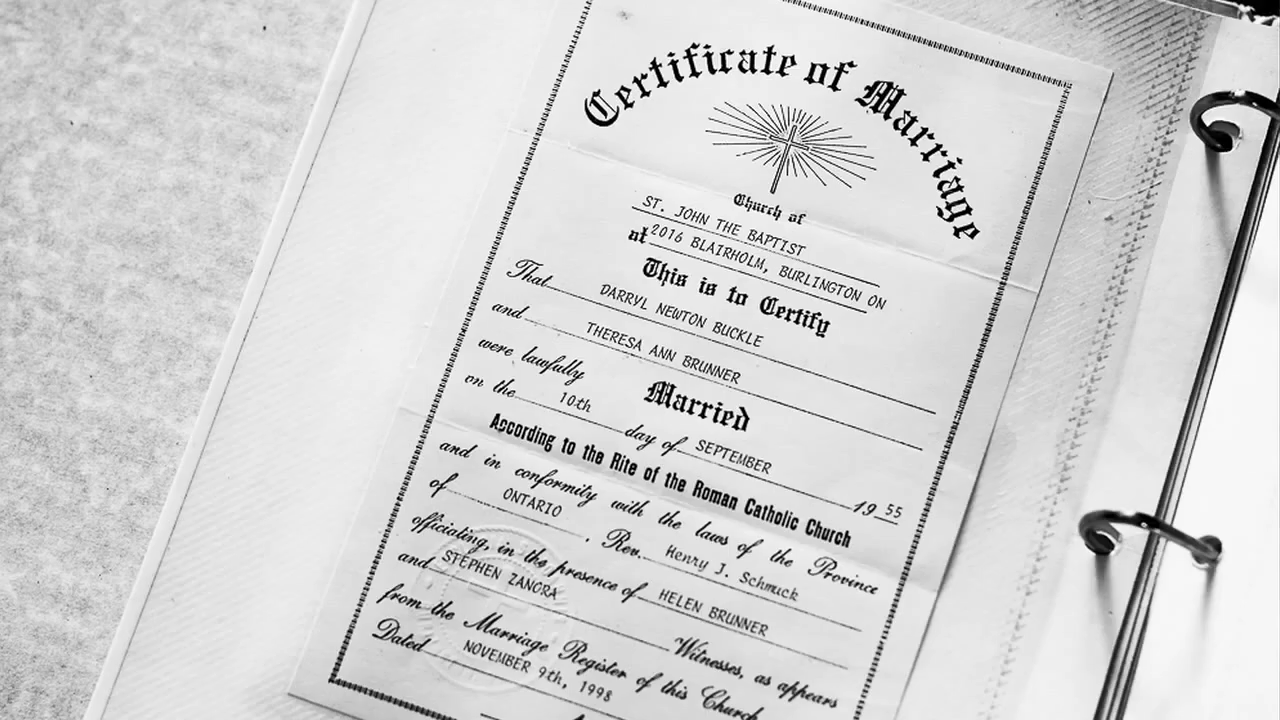 Certificate of Marriage
Church of
ST. JOHN THE BAPTIST
at 2016 BLAIRHOLM, BURLINGTON ON
This is to Certify
That DARRYL NEWTON BUCKLE
and THERESA ANN BRUNNER
were lawfully Married
on the 10th day of SEPTEMBER 19 55
According to the Rite of the Roman Catholic Church
and in conformity with the laws of the Province
of ONTARIO , Rev. Henry J. Schmuck
officiating, in the presence of HELEN BRUNNER
and STEPHEN ZANGRA Witnesses, as appears
from the Marriage Register of this Church
Dated NOVEMBER 9th, 1998